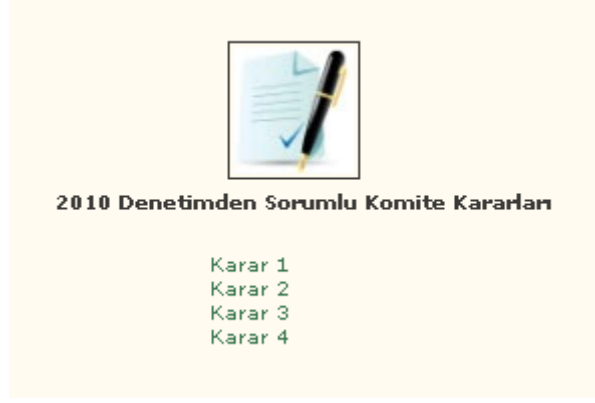 2010 Denetimden Sorumlu Komite Kararları
Karar 1
Karar 2
Karar 3
Karar 4